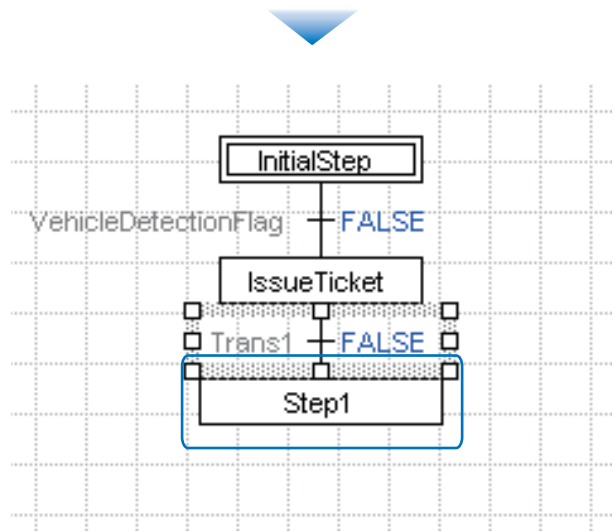 InitialStep
VehicleDetectionFlag FALSE
IssueTicket
Trans1 FALSE
Step1